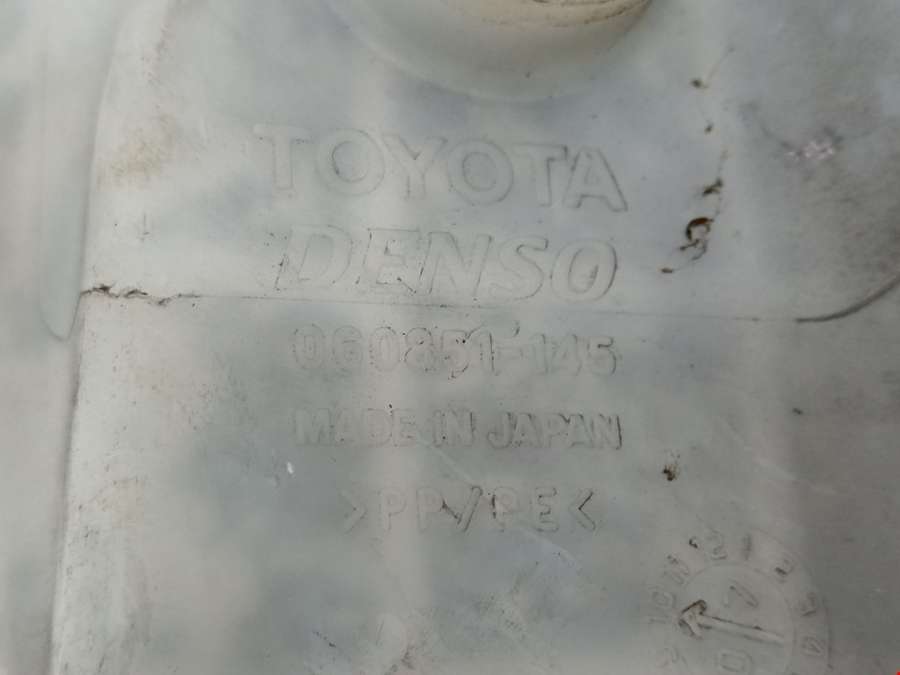 TOYOTA
DENSO
060851-145
MADE IN JAPAN
>PP/PE<